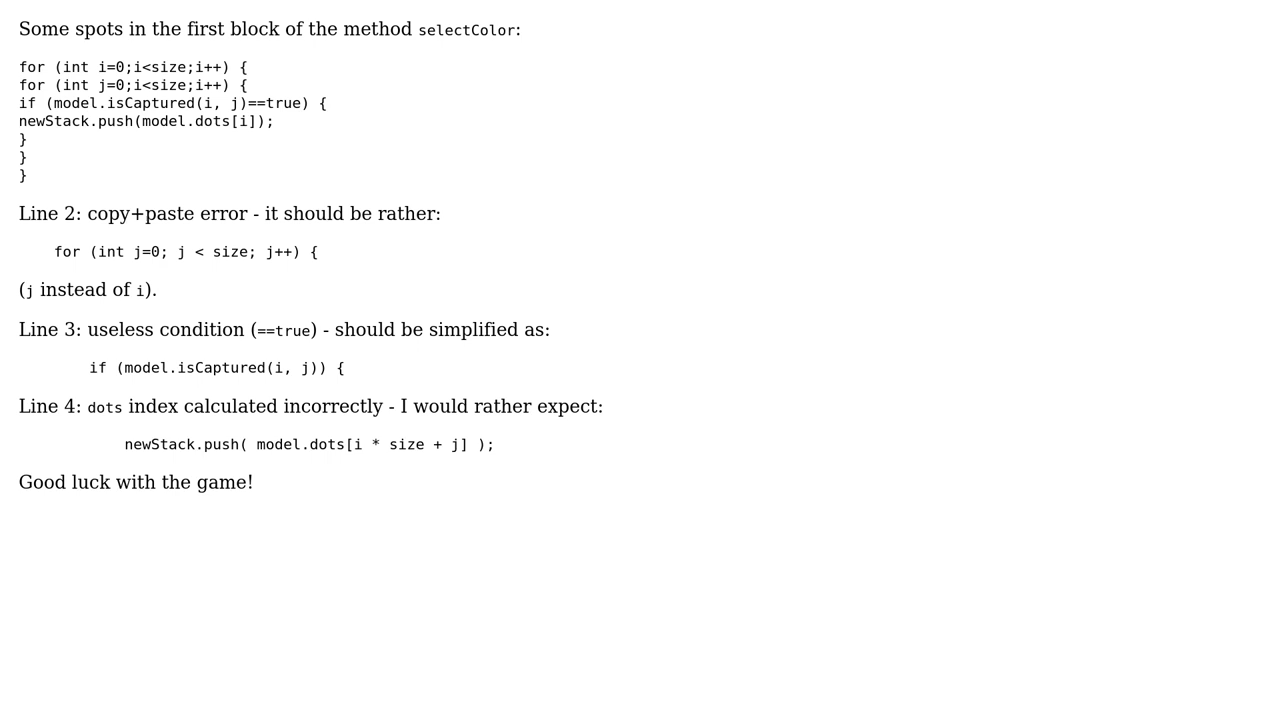 Some spots in the first block of the method selectColor:
for (int i=0;i<size;i++) {
for (int j=0;i<size;i++) {
if (model.isCaptured(i, j)==true) {
newStack.push(model.dots[i]);
}
}
}
Line 2: copy+paste error - it should be rather:
    for (int j=0; j < size; j++) {
(j instead of i).
Line 3: useless condition (==true) - should be simplified as:
        if (model.isCaptured(i, j)) {
Line 4: dots index calculated incorrectly - I would rather expect:
            newStack.push( model.dots[i * size + j] );
Good luck with the game!